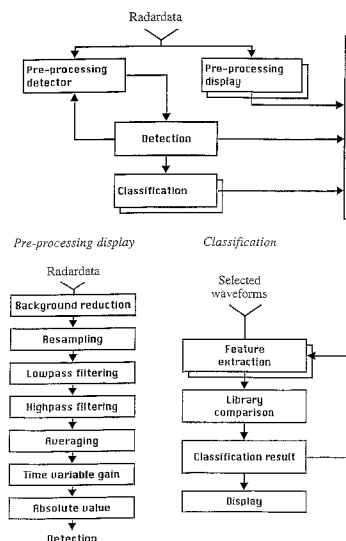 Radardata
Pre-processing
detector
Pre-processing
display
Detection
Classification
Pre-processing display
Radardata
Background reduction
Resampling
Lowpass filtering
Highpass filtering
Averaging
Time variable gain
Absolute value
Detection
Classification
Selected
waveforms
Feature
extraction
Library
comparison
Classification result
Display